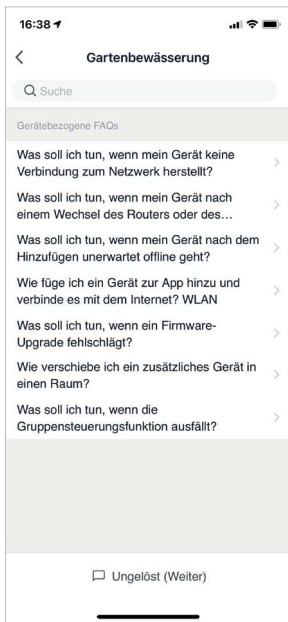 16:38
Gartenbewässerung
Suche
Gerätebezogene FAQs
Was soll ich tun, wenn mein Gerät keine
Verbindung zum Netzwerk herstellt?
Was soll ich tun, wenn mein Gerät nach
einem Wechsel des Routers oder des…
Was soll ich tun, wenn mein Gerät nach dem
Hinzufügen unerwartet offline geht?
Wie füge ich ein Gerät zur App hinzu und
verbinde es mit dem Internet? WLAN
Was soll ich tun, wenn ein Firmware-
Upgrade fehlschlägt?
Wie verschiebe ich ein zusätzliches Gerät in
einen Raum?
Was soll ich tun, wenn die
Gruppensteuerungsfunktion ausfällt?
Ungelöst (Weiter)